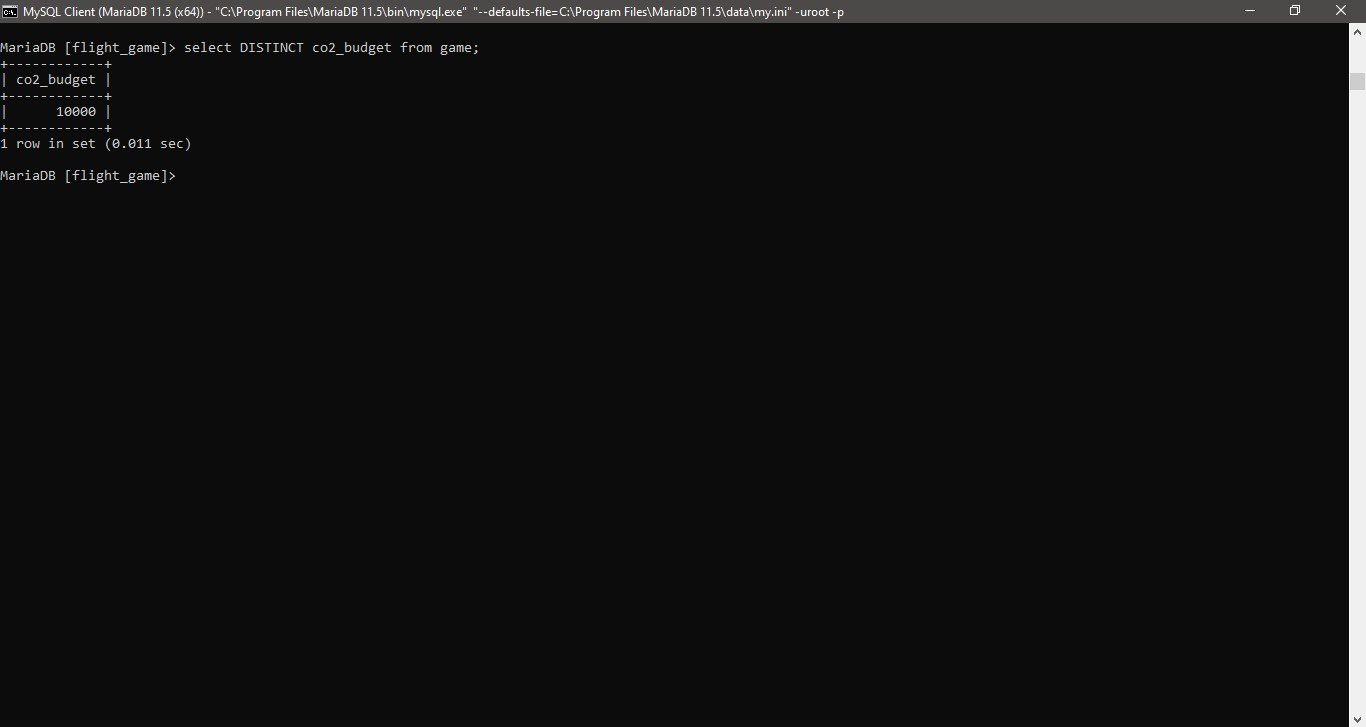 MySQL Client (MariaDB 11.5 (x64)) - "C:\Program Files\MariaDB 11.5\bin\mysql.exe" "--defaults-file=C:\Program Files\MariaDB 11.5\data\my.ini" -uroot -p
MariaDB [flight_game]> select DISTINCT co2_budget from game;
+------------+
| co2_budget |
+------------+
|      10000 |
+------------+
1 row in set (0.011 sec)
MariaDB [flight_game]>